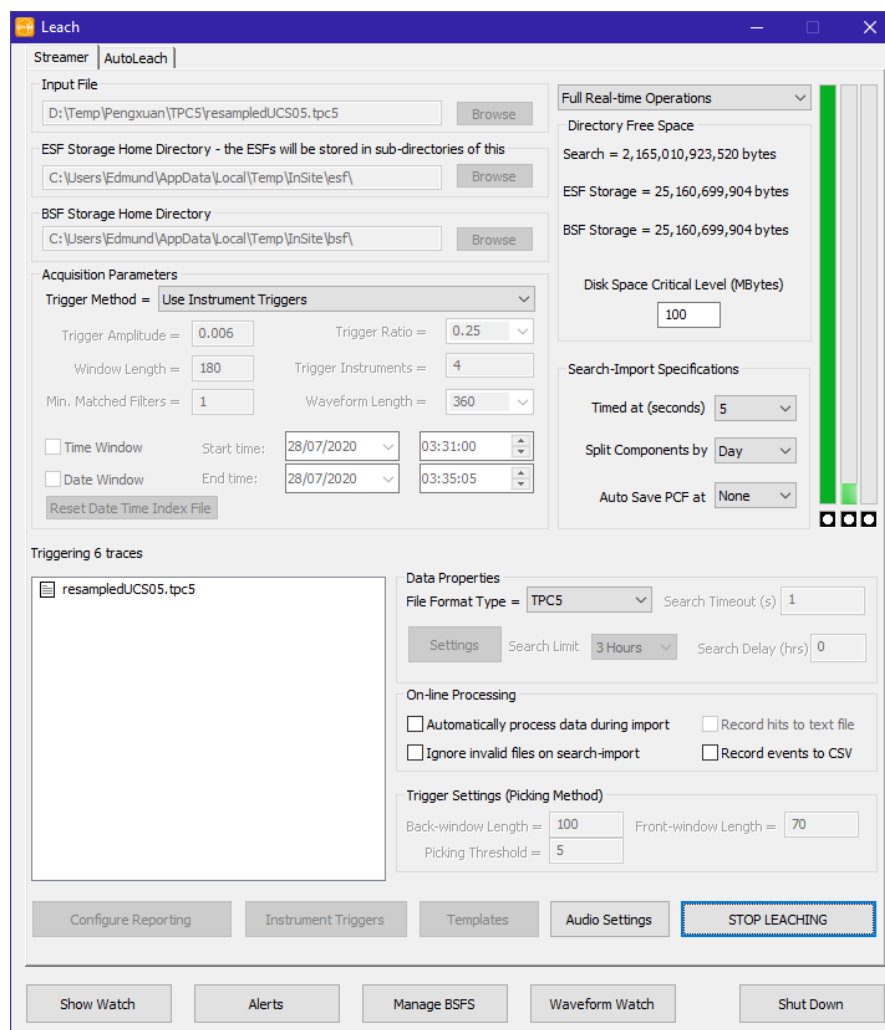 Leach
Streamer AutoLeach
Input File
D:\Temp\Pengxuan\TPC5\resampledUCS05.tpc5 Browse
ESF Storage Home Directory - the ESFs will be stored in sub-directories of this
C:\Users\Edmund\AppData\Local\Temp\InSite\esf\ Browse
BSF Storage Home Directory
C:\Users\Edmund\AppData\Local\Temp\InSite\bsf\ Browse
Acquisition Parameters
Trigger Method = Use Instrument Triggers
Trigger Amplitude = 0.006 Trigger Ratio = 0.25
Window Length = 180 Trigger Instruments = 4
Min. Matched Filters = 1 Waveform Length = 360
Time Window Start time: 28/07/2020 03:31:00
Date Window End time: 28/07/2020 03:35:05
Reset Date Time Index File
Full Real-time Operations
Directory Free Space
Search = 2,165,010,923,520 bytes
ESF Storage = 25,160,699,904 bytes
BSF Storage = 25,160,699,904 bytes
Disk Space Critical Level (MBytes)
100
Search-Import Specifications
Timed at (seconds) 5
Split Components by Day
Auto Save PCF at None
Triggering 6 traces
resampledUCS05.tpc5
Data Properties
File Format Type = TPC5 Search Timeout (s) 1
Settings Search Limit 3 Hours Search Delay (hrs) 0
On-line Processing
Automatically process data during import Record hits to text file
Ignore invalid files on search-import Record events to CSV
Trigger Settings (Picking Method)
Back-window Length = 100 Front-window Length = 70
Picking Threshold = 5
Configure Reporting Instrument Triggers Templates Audio Settings STOP LEACHING
Show Watch Alerts Manage BSFS Waveform Watch Shut Down